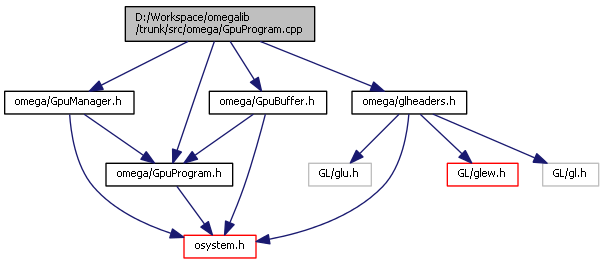 D:/Workspace/omegalib
/trunk/src/omega/GpuProgram.cpp
omega/GpuManager.h
omega/GpuBuffer.h
omega/glheaders.h
omega/GpuProgram.h
GL/glu.h
GL/glew.h
GL/gl.h
osystem.h